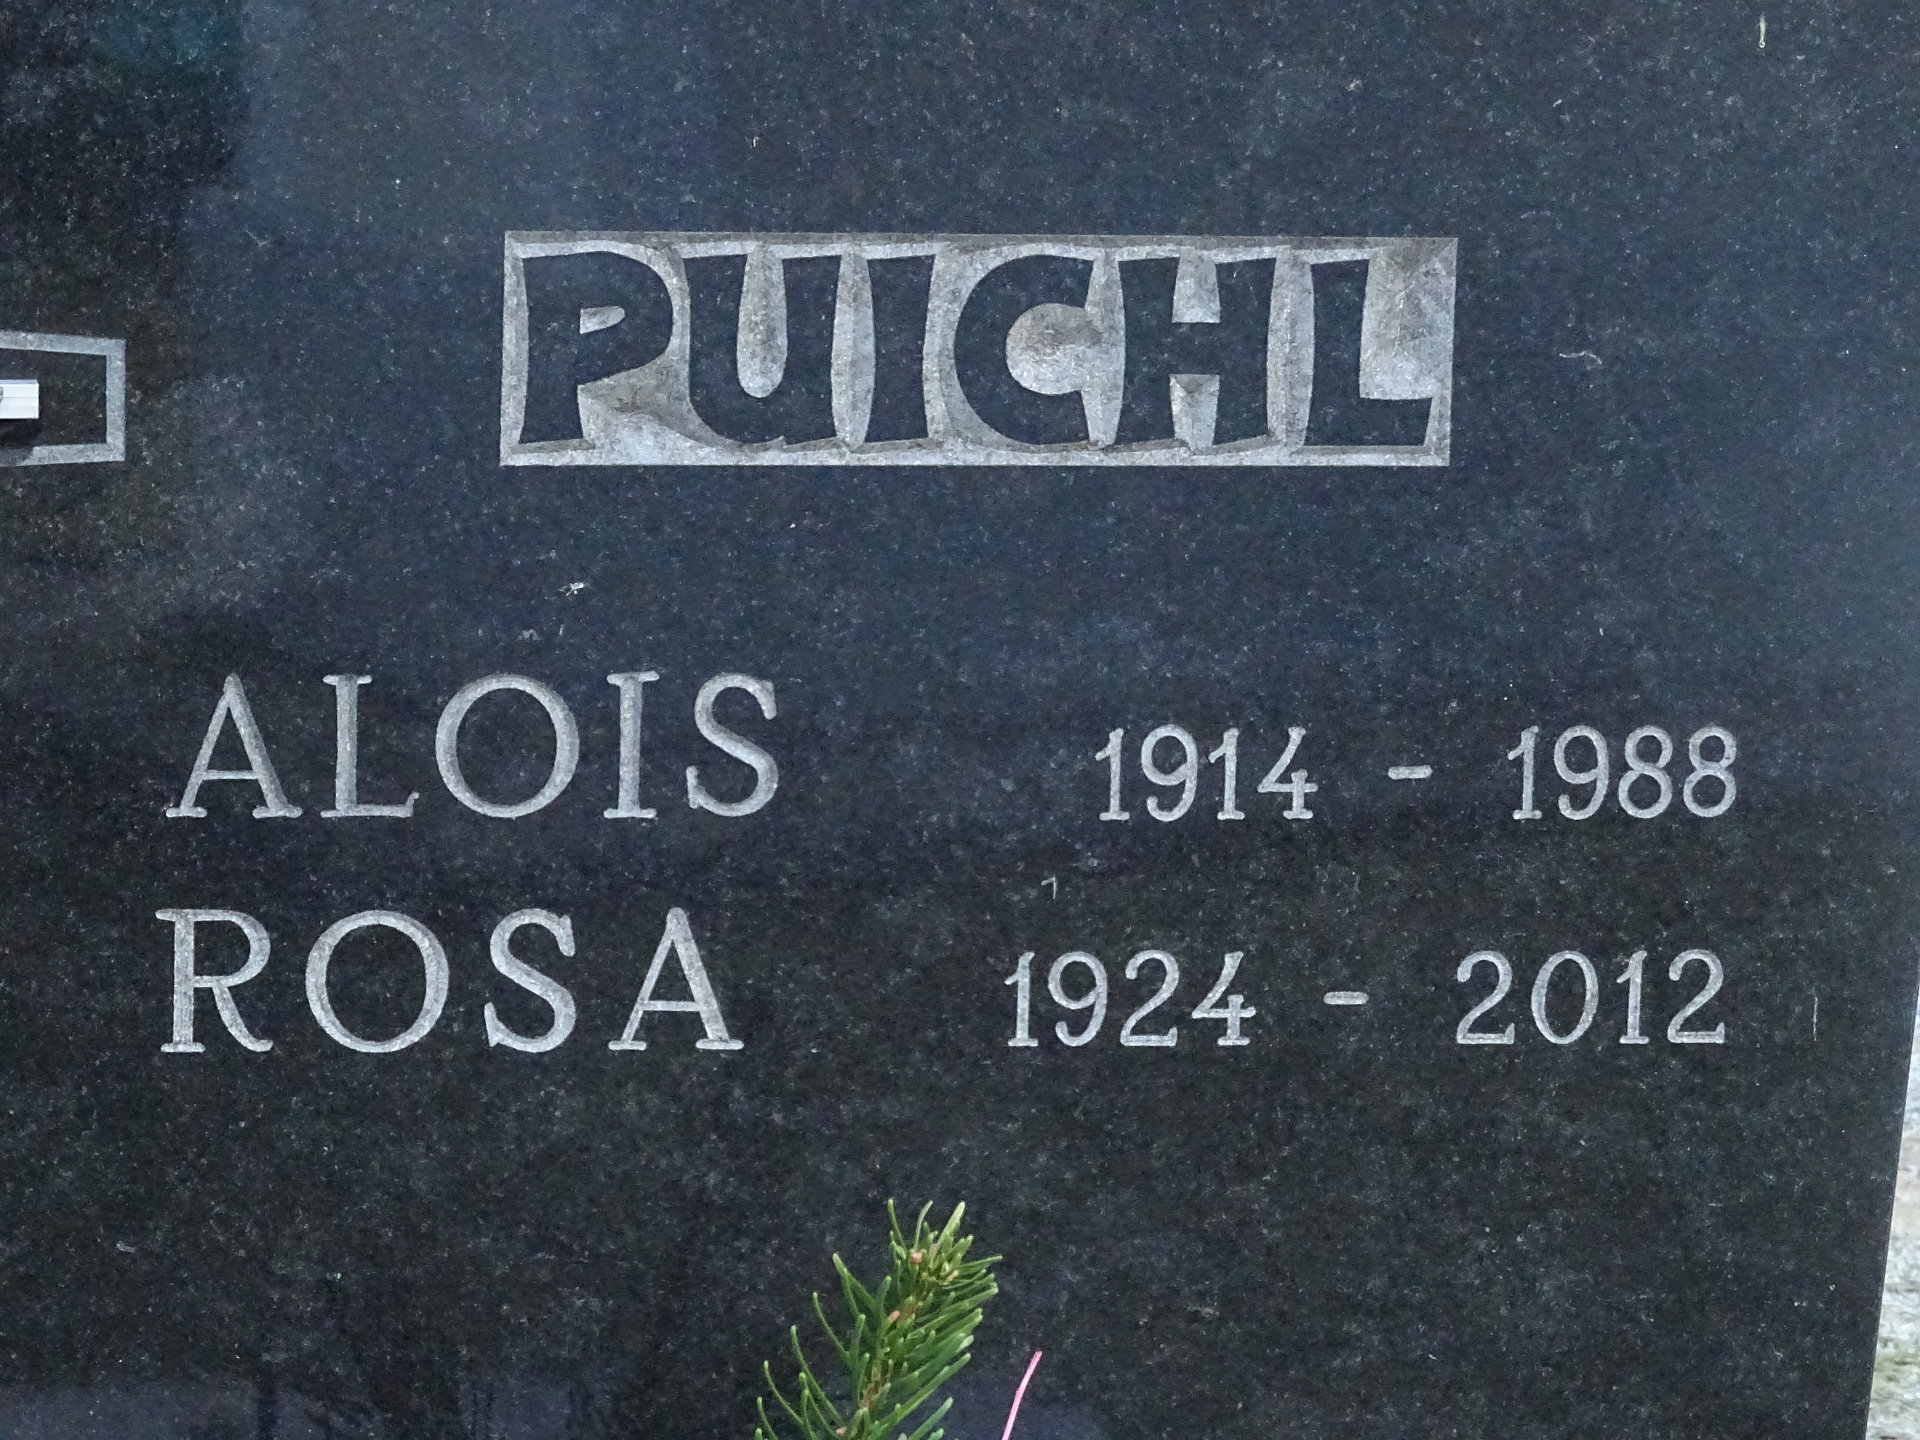 PUICHL
ALOIS 1914 - 1988
ROSA 1924 - 2012